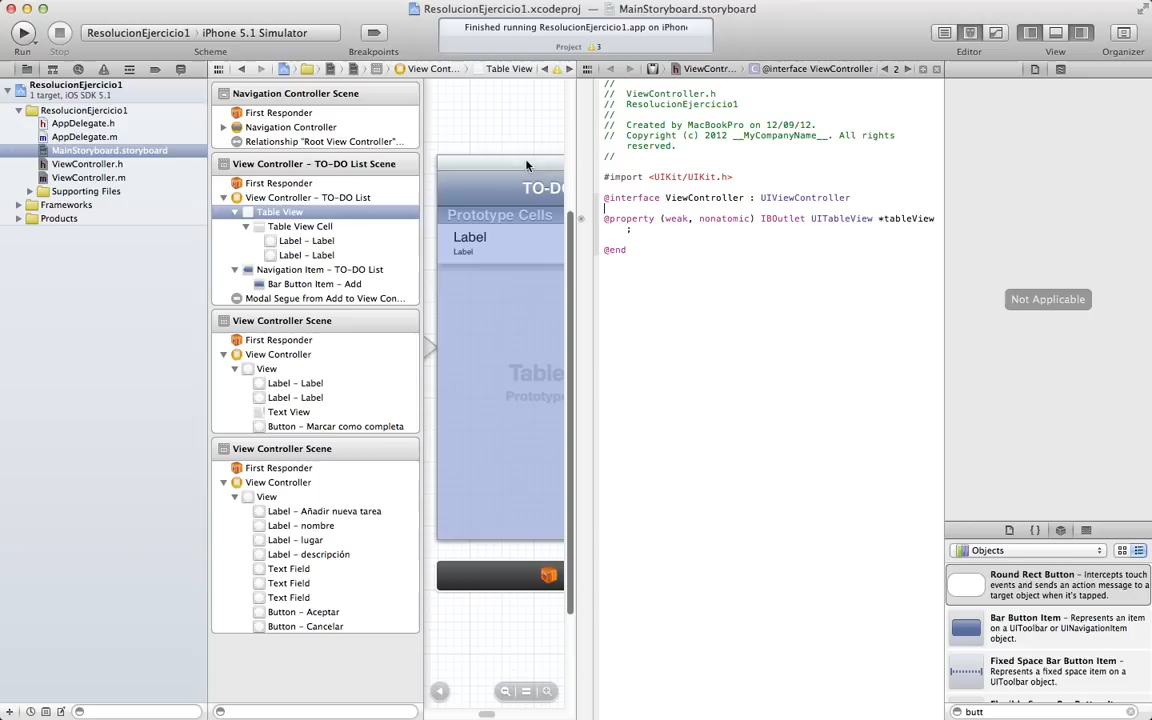 ResolucionEjercicio1.xcodeproj — MainStoryboard.storyboard
ResolucionEjercicio1 iPhone 5.1 Simulator
Finished running ResolucionEjercicio1.app on iPhon
Project 3
Run
Stop
Scheme
Breakpoints
Editor
View
Organizer
ResolucionEjercicio1
1 target, iOS SDK 5.1
ResolucionEjercicio1
AppDelegate.h
AppDelegate.m
MainStoryboard.storyboard
ViewController.h
ViewController.m
Supporting Files
Frameworks
Products
View Cont...
Table View
Navigation Controller Scene
First Responder
Navigation Controller
Relationship "Root View Controller"...
View Controller – TO-DO List Scene
First Responder
View Controller – TO-DO List
Table View
Table View Cell
Label – Label
Label – Label
Navigation Item – TO-DO List
Bar Button Item – Add
Modal Segue from Add to View Con...
View Controller Scene
First Responder
View Controller
View
Label – Label
Label – Label
Text View
Button – Marcar como completa
View Controller Scene
First Responder
View Controller
View
Label – Añadir nueva tarea
Label – nombre
Label – lugar
Label – descripción
Text Field
Text Field
Text Field
Button – Aceptar
Button – Cancelar
TO-D
Prototype Cells
Label
Label
Table
Prototype
ViewContr...
@interface ViewController
2
//
//  ViewController.h
//  ResolucionEjercicio1
//
//  Created by MacBookPro on 12/09/12.
//  Copyright (c) 2012 __MyCompanyName__. All rights
reserved.
//
#import <UIKit/UIKit.h>
@interface ViewController : UIViewController
@property (weak, nonatomic) IBOutlet UITableView *tableView
;
@end
Not Applicable
Objects
Round Rect Button – Intercepts touch
events and sends an action message to a
target object when it's tapped.
Bar Button Item – Represents an item
on a UIToolbar or UINavigationItem
object.
Fixed Space Bar Button Item –
Represents a fixed space item on a
UIToolbar object.
butt